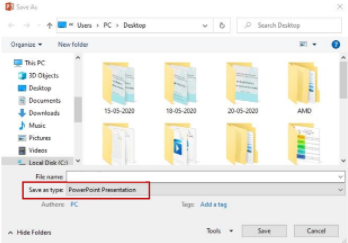 Save As
Users > PC > Desktop
Search Desktop
Organize
New folder
This PC
3D Objects
Desktop
Documents
Downloads
Music
Pictures
Videos
Local Disk (C:)
15-05-2020
18-05-2020
20-05-2020
AMD
File name:
Save as type: PowerPoint Presentation
Authors: PC
Tags: Add a tag
Hide Folders
Tools
Save
Cancel